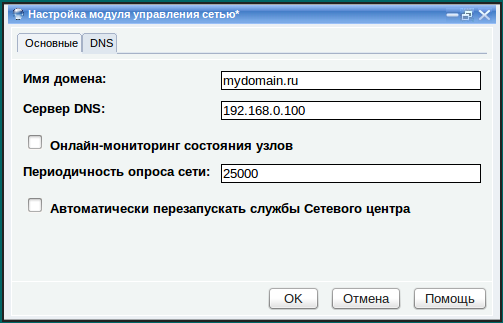 Настройка модуля управления сетью*
Основные DNS
Имя домена: mydomain.ru
Сервер DNS: 192.168.0.100
Онлайн-мониторинг состояния узлов
Периодичность опроса сети: 25000
Автоматически перезапускать службы Сетевого центра
OK Отмена Помощь